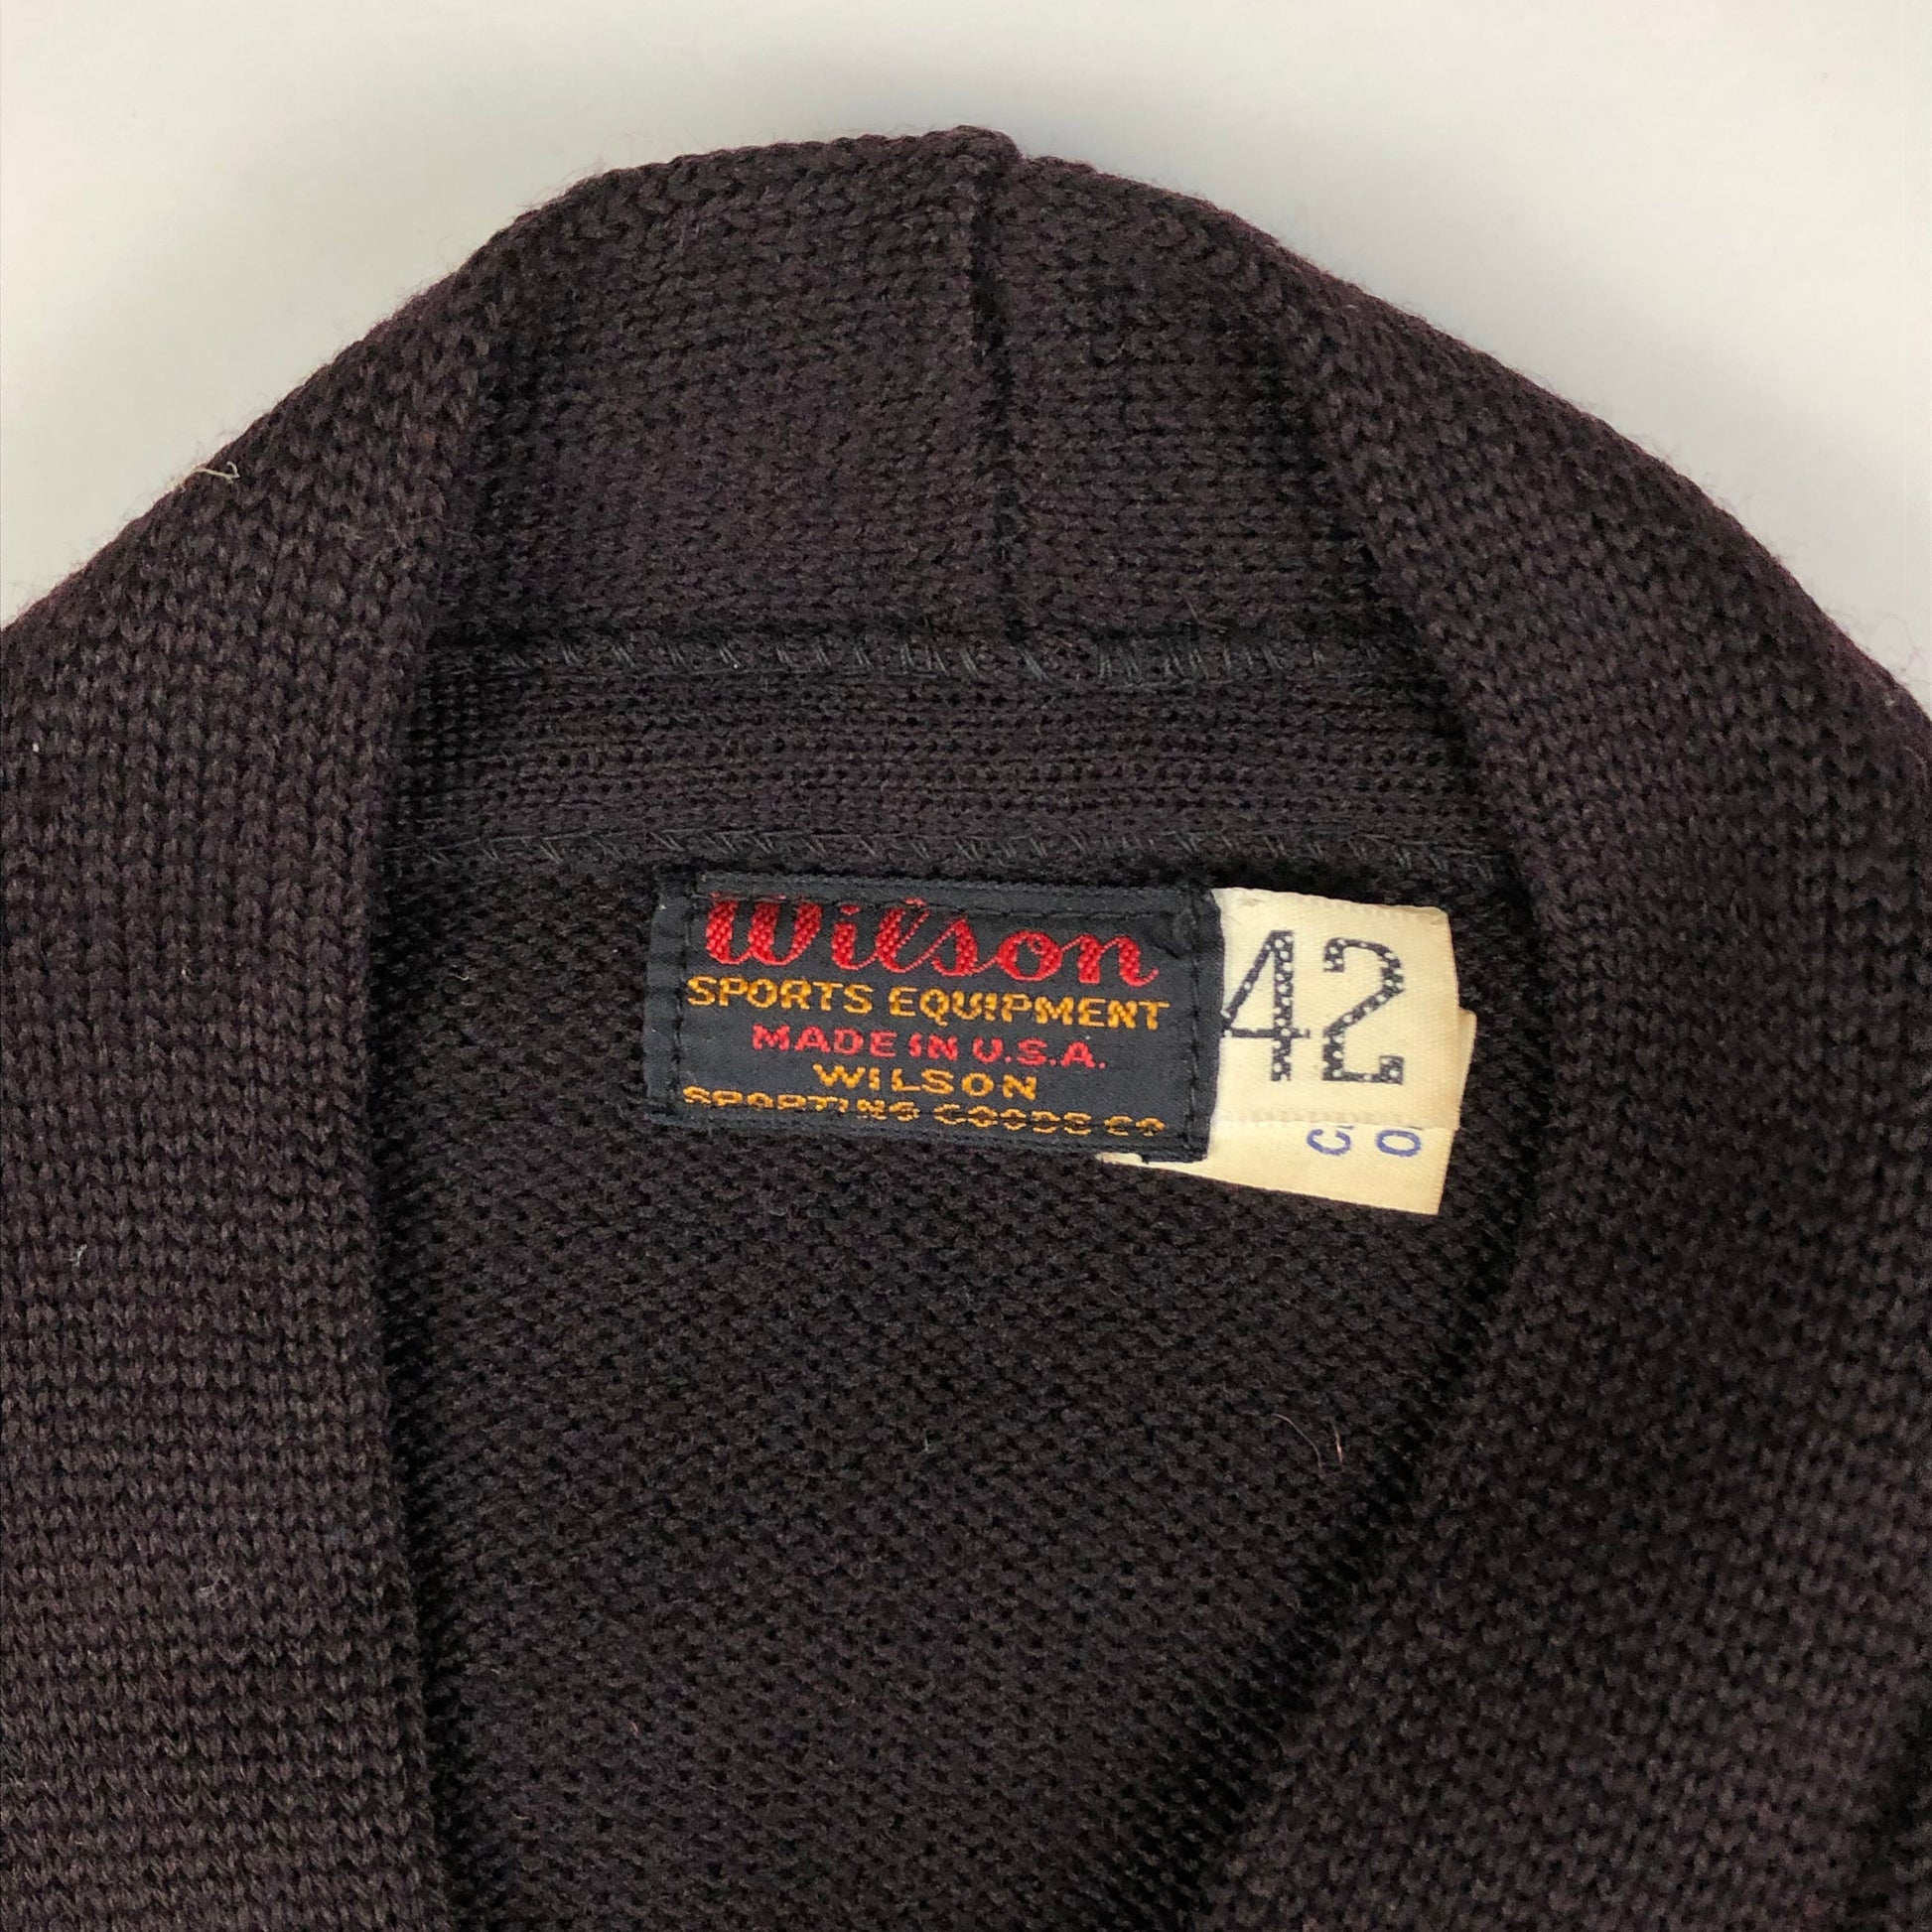 Wilson
SPORTS EQUIPMENT
MADE IN U.S.A.
WILSON
SPORTING GOODS CO
42